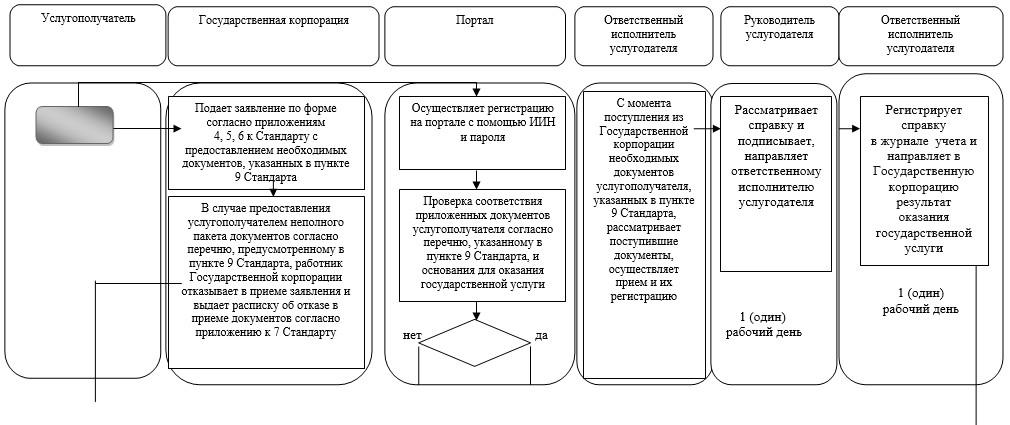 Услугополучатель
Государственная корпорация
Портал
Ответственный
исполнитель
услугодателя
Руководитель
услугодателя
Ответственный
исполнитель
услугодателя
Подает заявление по форме
согласно приложениям
4, 5, 6 к Стандарту с
предоставлением необходимых
документов, указанных в пункте
9 Стандарта
В случае предоставления
услугополучателем неполного
пакета документов согласно
перечню, предусмотренному в
пункте 9 Стандарта, работник
Государственной корпорации
отказывает в приеме заявления и
выдает расписку об отказе в
приеме документов согласно
приложению к 7 Стандарту
Осуществляет регистрацию
на портале с помощью ИИН
и пароля
Проверка соответствия
приложенных документов
услугополучателя согласно
перечню, указанному в
пункте 9 Стандарта, и
основания для оказания
государственной услуги
нет
да
С момента
поступления из
Государственной
корпорации
необходимых
документов
услугополучателя,
указанных в пункте
9 Стандарта,
рассматривает
поступившие
документы,
осуществляет
прием и их
регистрацию
Рассматривает
справку и
подписывает,
направляет
ответственному
исполнителю
услугодателя
1 (один)
рабочий день
Регистрирует
справку
в журнале учета и
направляет в
Государственную
корпорацию
результат
оказания
государственной
услуги
1 (один)
рабочий день